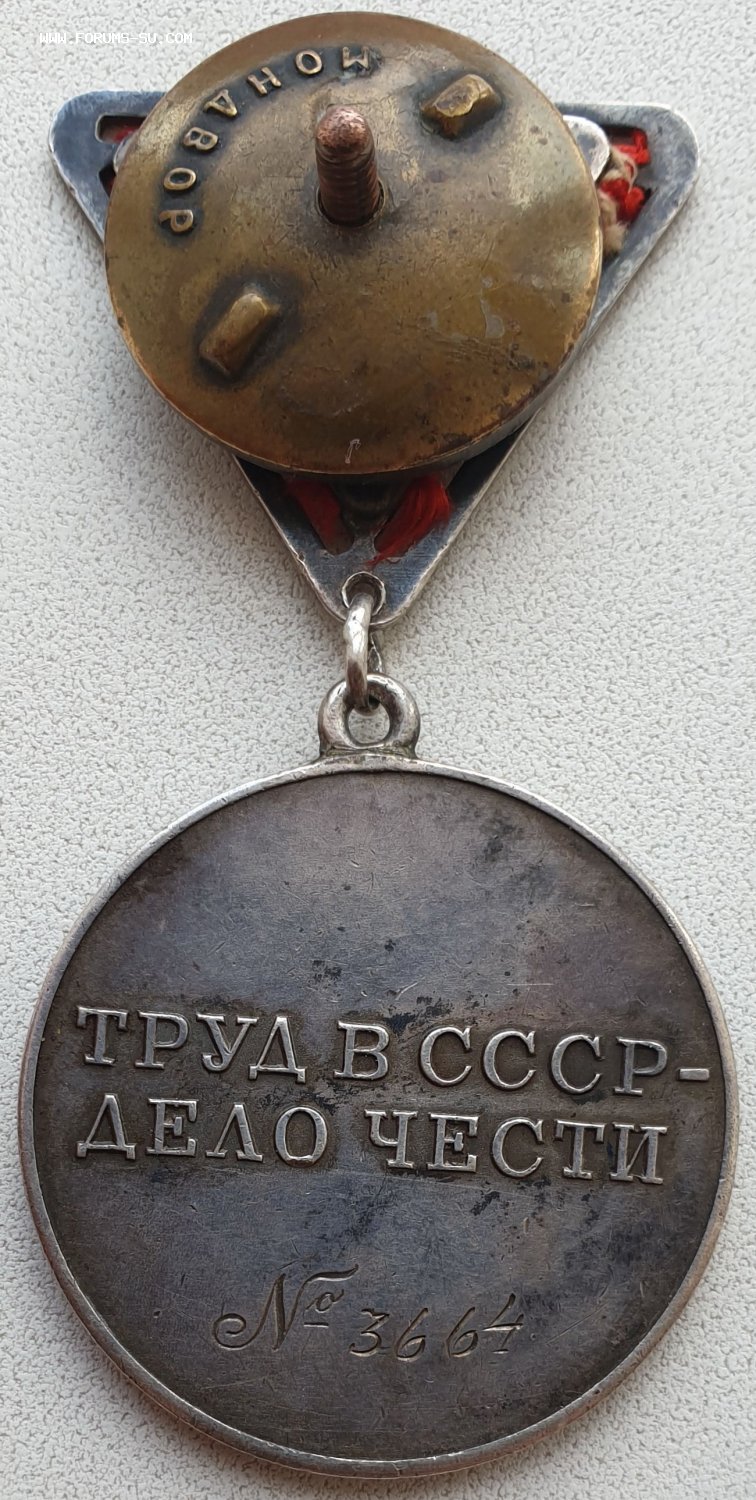 WWW.FORUMS-SU.COM
МОНДВОР
ТРУД В СССР-
ДЕЛО ЧЕСТИ
№ 3664